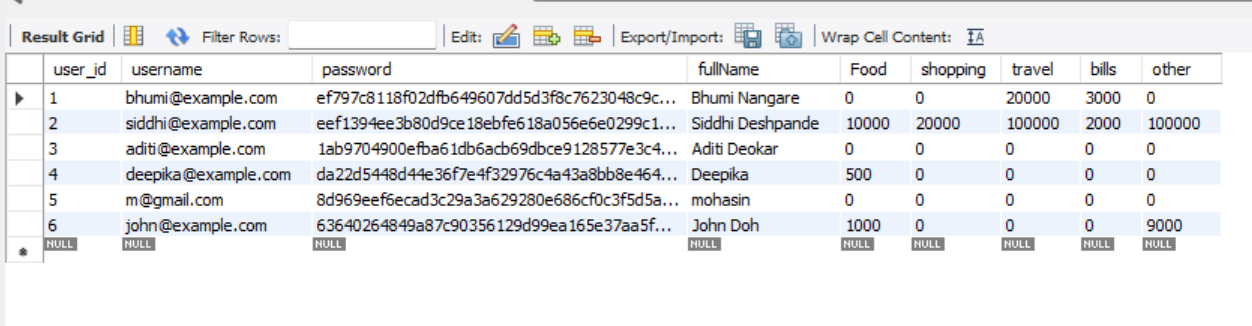 Result Grid Filter Rows: Edit: Export/Import: Wrap Cell Content: IA
user_id username password fullName Food shopping travel bills other
1 bhumi@example.com ef797c8118f02dfb649607dd5d3f8c7623048c9c... Bhumi Nangare 0 0 20000 3000 0
2 siddhi@example.com eef1394ee3b80d9ce18ebfe618a056e6e0299c1... Siddhi Deshpande 10000 20000 100000 2000 100000
3 aditi@example.com 1ab9704900efba61db6acb69dbce9128577e3c4... Aditi Deokar 0 0 0 0 0
4 deepika@example.com da22d5448d44e36f7e4f32976c4a43a8bb8e464... Deepika 500 0 0 0 0
5 m@gmail.com 8d969eef6ecad3c29a3a629280e686cf0c3f5d5a... mohasin 0 0 0 0 0
6 john@example.com 63640264849a87c90356129d99ea165e37aa5f... John Doh 1000 0 0 0 9000
NULL NULL NULL NULL NULL NULL NULL NULL NULL